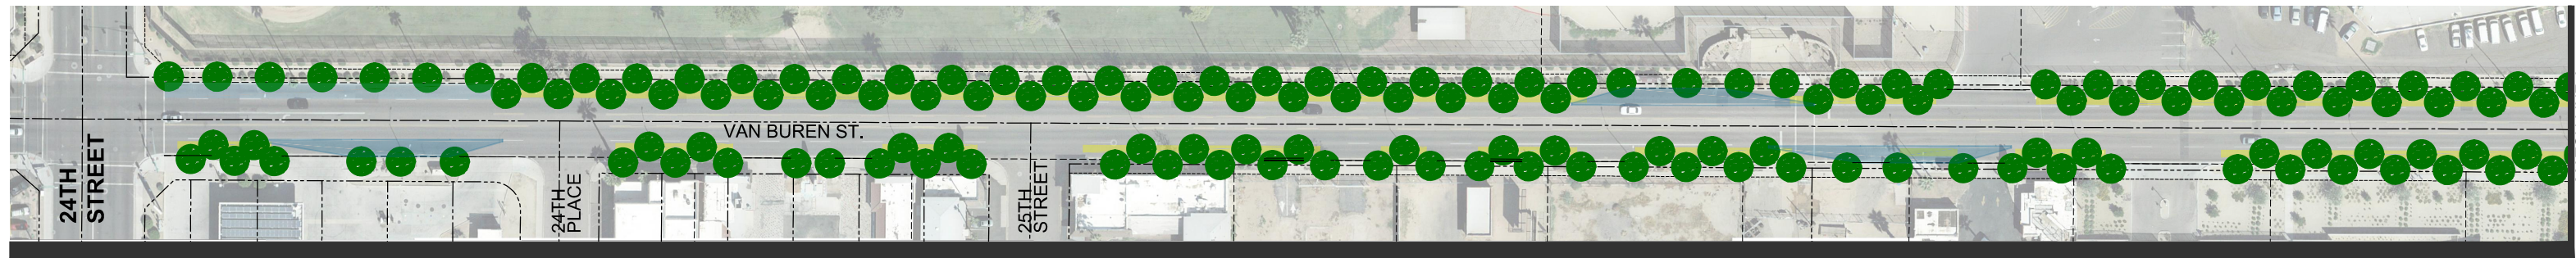 24TH
STREET
24TH
PLACE
VAN BUREN ST.
25TH
STREET